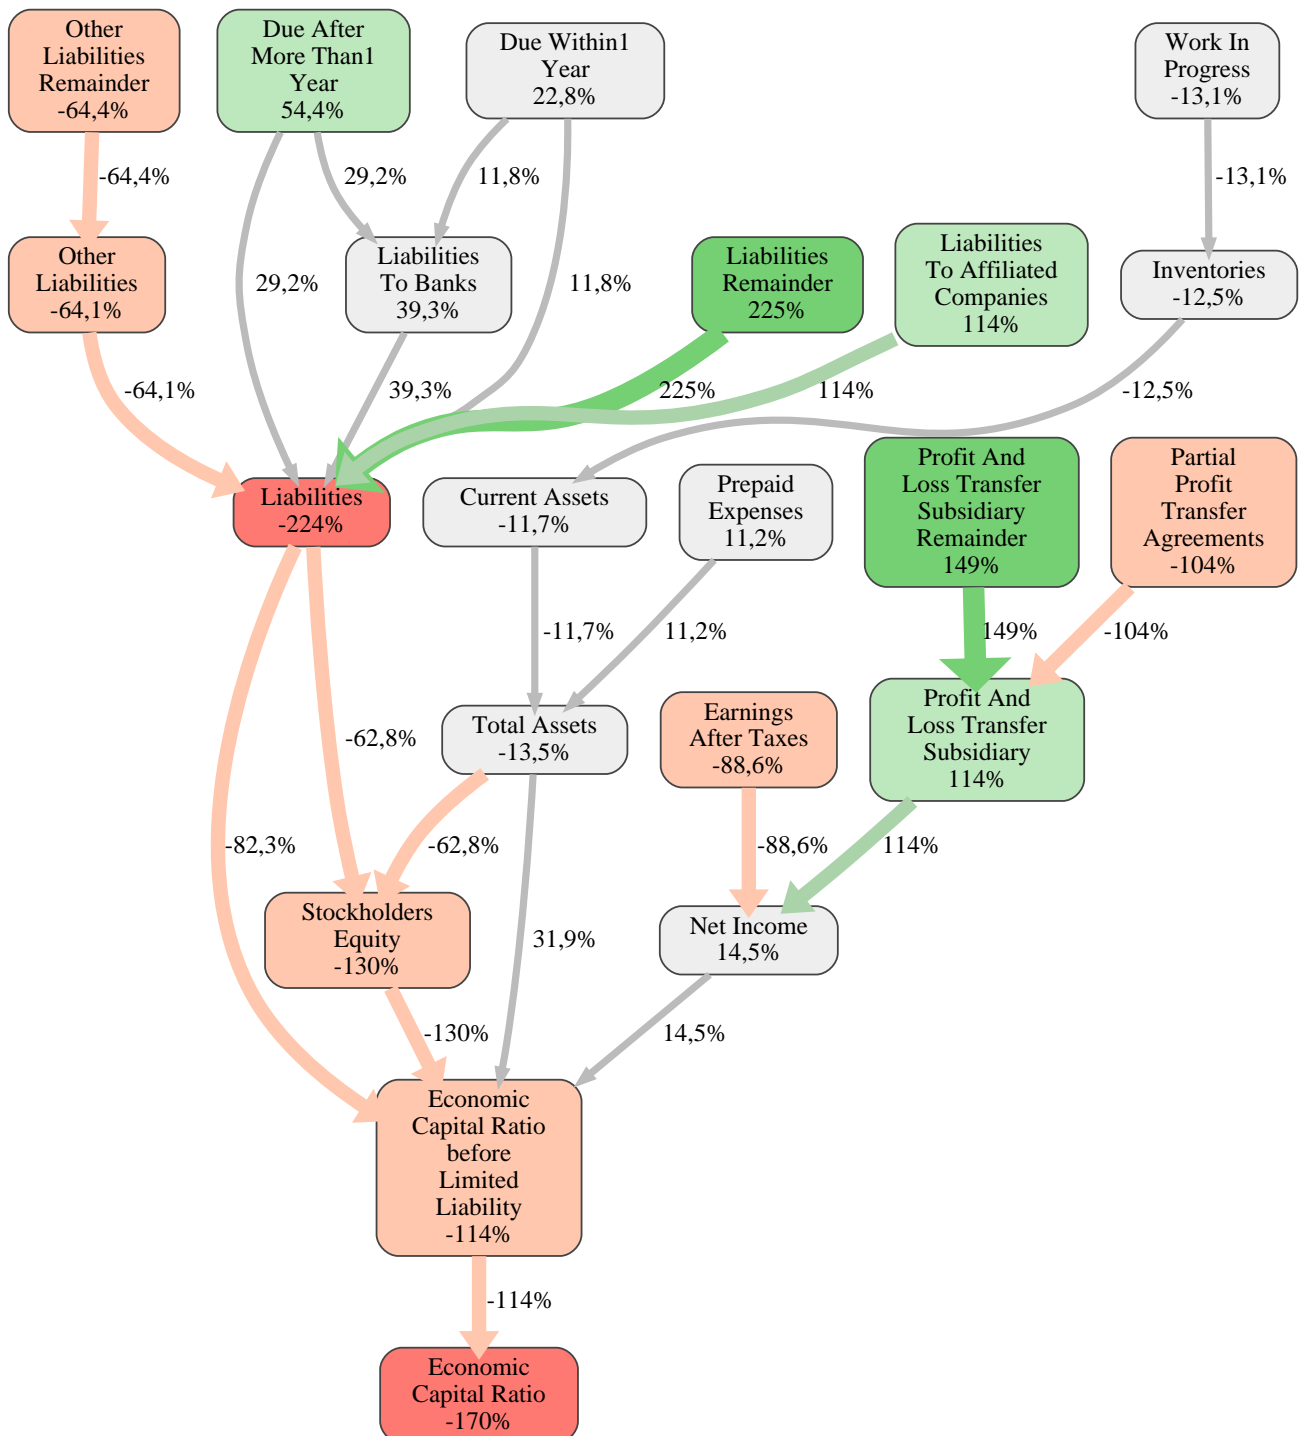 Other
Liabilities
Remainder
-64,4%
Due After
More Than1
Year
54,4%
Due Within1
Year
22,8%
Work In
Progress
-13,1%
-64,4%
29,2%
11,8%
-13,1%
Other
Liabilities
-64,1%
29,2%
Liabilities
To Banks
39,3%
11,8%
Liabilities
Remainder
225%
Liabilities
To Affiliated
Companies
114%
Inventories
-12,5%
-64,1%
39,3%
225%
114%
-12,5%
Liabilities
-224%
Current Assets
-11,7%
Prepaid
Expenses
11,2%
Profit And
Loss Transfer
Subsidiary
Remainder
149%
Partial
Profit
Transfer
Agreements
-104%
-11,7%
11,2%
149%
-104%
-62,8%
Total Assets
-13,5%
Earnings
After Taxes
-88,6%
Profit And
Loss Transfer
Subsidiary
114%
-82,3%
-62,8%
-88,6%
114%
Stockholders
Equity
-130%
31,9%
Net Income
14,5%
-130%
14,5%
Economic
Capital Ratio
before
Limited
Liability
-114%
-114%
Economic
Capital Ratio
-170%